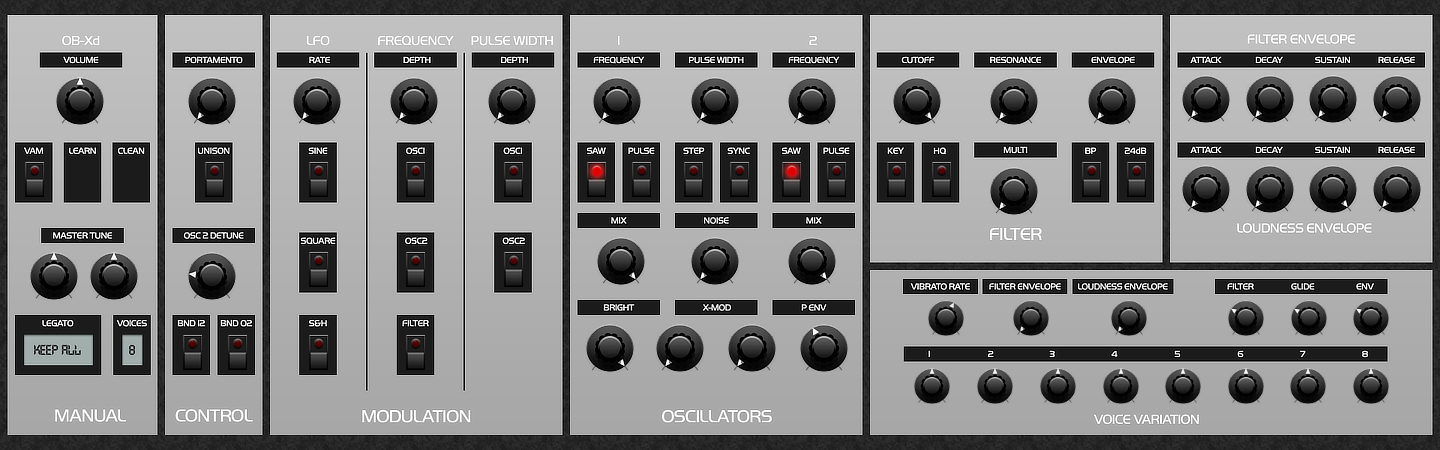 OB-Xd
VOLUME
VAM LEARN CLEAN
MASTER TUNE
LEGATO VOICES
KEEP ALL 8
MANUAL
PORTAMENTO
UNISON
OSC 2 DETUNE
BND 12 BND O2
CONTROL
LFO FREQUENCY PULSE WIDTH
RATE DEPTH DEPTH
SINE OSC1 OSC1
SQUARE OSC2 OSC2
S&H FILTER
MODULATION
1 2
FREQUENCY PULSE WIDTH FREQUENCY
SAW PULSE STEP SYNC SAW PULSE
MIX NOISE MIX
BRIGHT X-MOD P ENV
OSCILLATORS
CUTOFF RESONANCE ENVELOPE
KEY HQ MULTI BP 24dB
FILTER
FILTER ENVELOPE
ATTACK DECAY SUSTAIN RELEASE
ATTACK DECAY SUSTAIN RELEASE
LOUDNESS ENVELOPE
VIBRATO RATE FILTER ENVELOPE LOUDNESS ENVELOPE FILTER GLIDE ENV
1 2 3 4 5 6 7 8
VOICE VARIATION